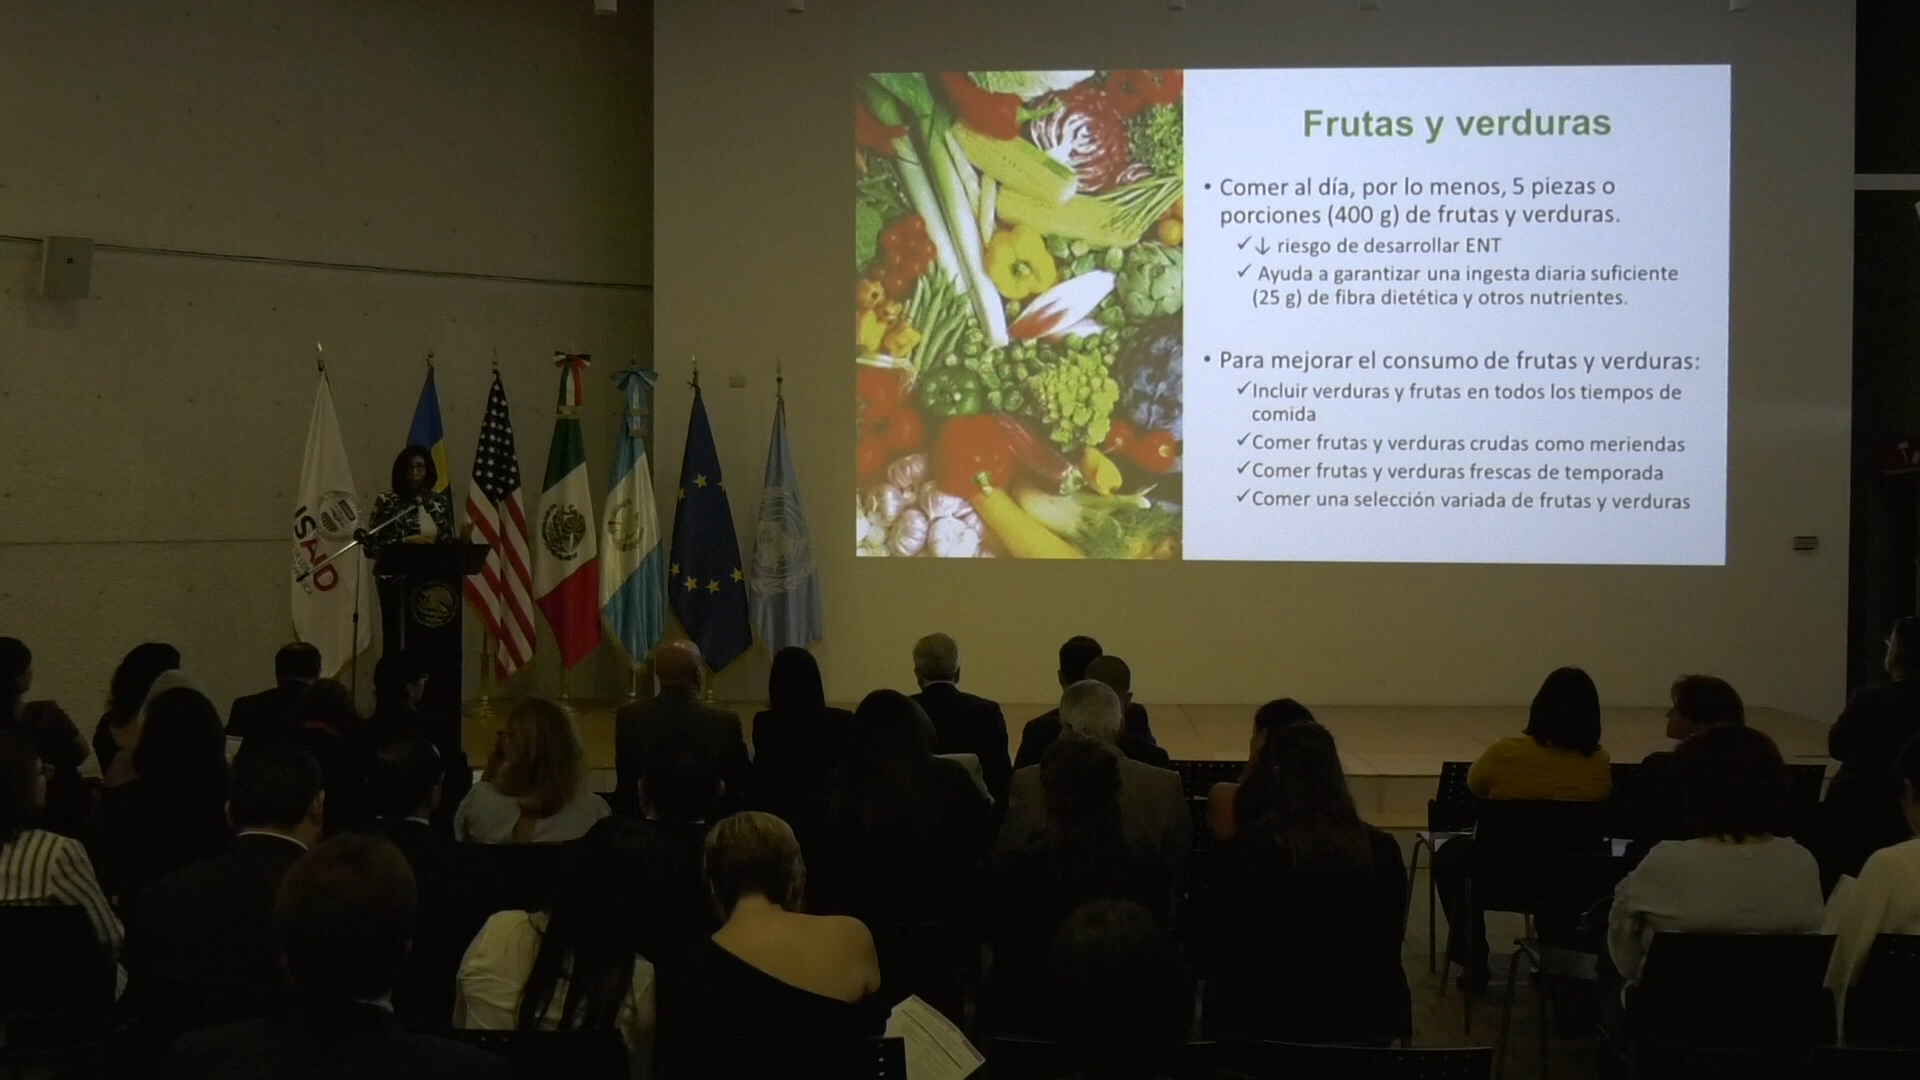 Frutas y verduras
• Comer al día, por lo menos, 5 piezas o
porciones (400 g) de frutas y verduras.
✓↓ riesgo de desarrollar ENT
✓ Ayuda a garantizar una ingesta diaria suficiente
(25 g) de fibra dietética y otros nutrientes.
• Para mejorar el consumo de frutas y verduras:
✓Incluir verduras y frutas en todos los tiempos de
comida
✓Comer frutas y verduras crudas como meriendas
✓Comer frutas y verduras frescas de temporada
✓Comer una selección variada de frutas y verduras